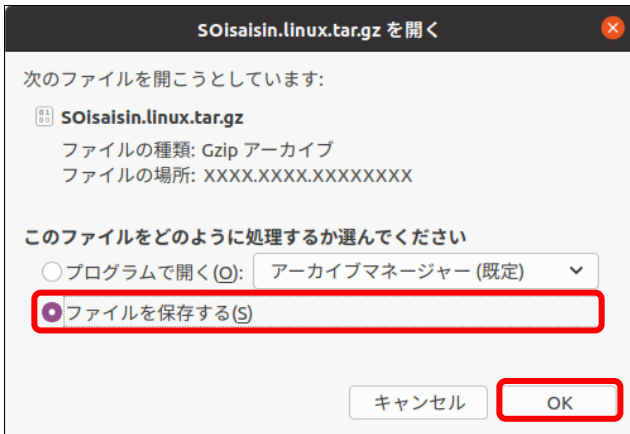 SOisaisin.linux.tar.gz を開く
次のファイルを開こうとしています:
SOisaisin.linux.tar.gz
ファイルの種類: Gzip アーカイブ
ファイルの場所: XXXX.XXXX.XXXXXXXX
このファイルをどのように処理するか選んでください
プログラムで開く(O): アーカイブマネージャー (既定)
ファイルを保存する(S)
キャンセル OK